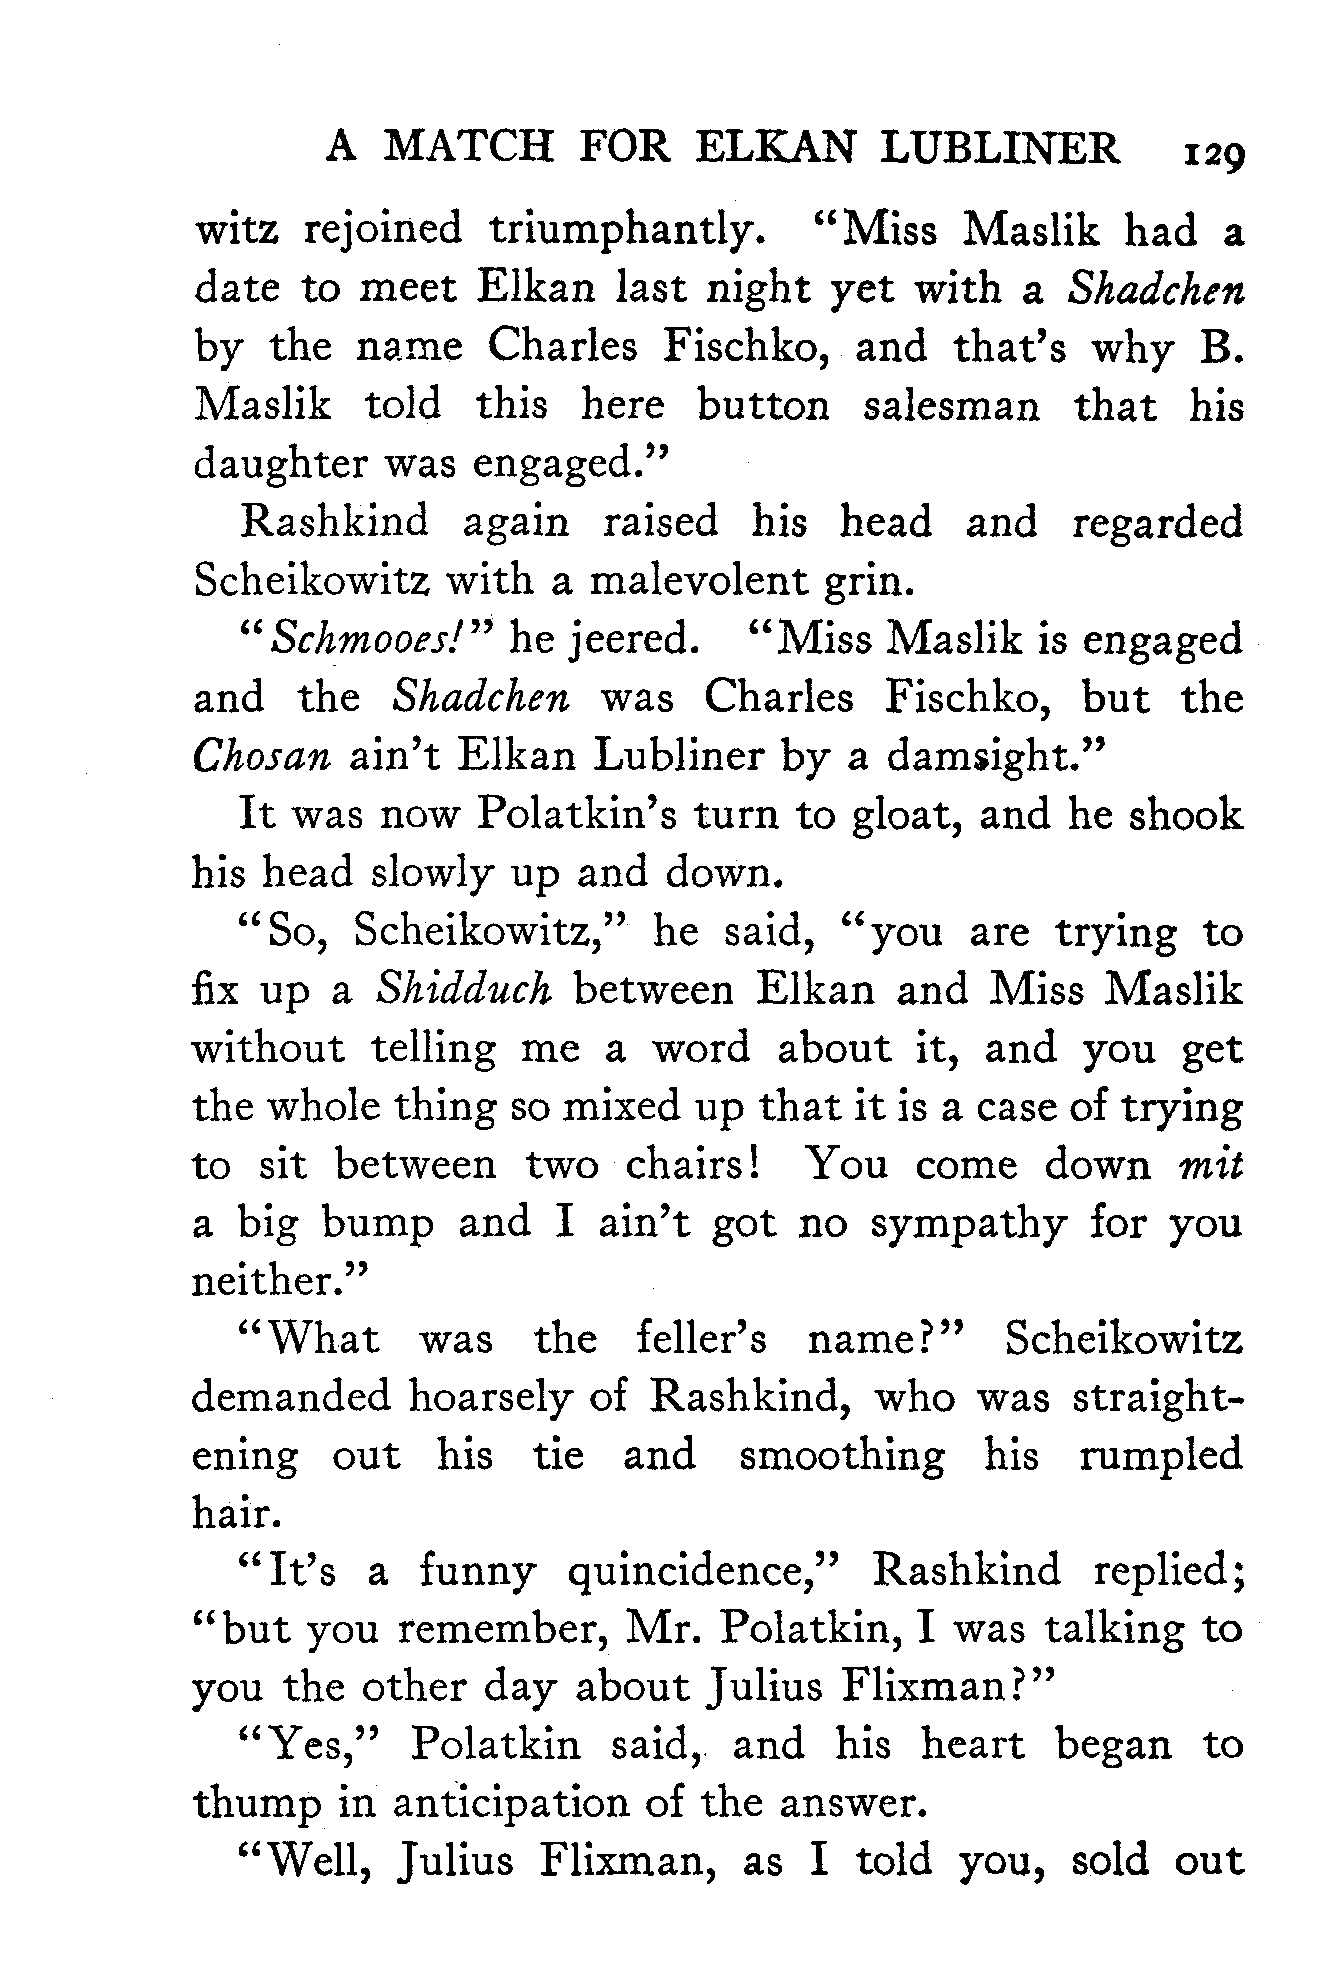 A MATCH FOR ELKAN LUBLINER 129
witz rejoined triumphantly. "Miss Maslik had a
date to meet Elkan last night yet with a Shadchen
by the name Charles Fischko, and that's why B.
Maslik told this here button salesman that his
daughter was engaged."
Rashkind again raised his head and regarded
Scheikowitz with a malevolent grin.
"Schmooes!" he jeered. "Miss Maslik is engaged
and the Shadchen was Charles Fischko, but the
Chosan ain't Elkan Lubliner by a damsight."
It was now Polatkin's turn to gloat, and he shook
his head slowly up and down.
"So, Scheikowitz," he said, "you are trying to
fix up a Shidduch between Elkan and Miss Maslik
without telling me a word about it, and you get
the whole thing so mixed up that it is a case of trying
to sit between two chairs! You come down mit
a big bump and I ain't got no sympathy for you
neither."
"What was the feller's name?" Scheikowitz
demanded hoarsely of Rashkind, who was straight-
ening out his tie and smoothing his rumpled
hair.
"It's a funny quincidence," Rashkind replied;
"but you remember, Mr. Polatkin, I was talking to
you the other day about Julius Flixman?"
"Yes," Polatkin said, and his heart began to
thump in anticipation of the answer.
"Well, Julius Flixman, as I told you, sold out